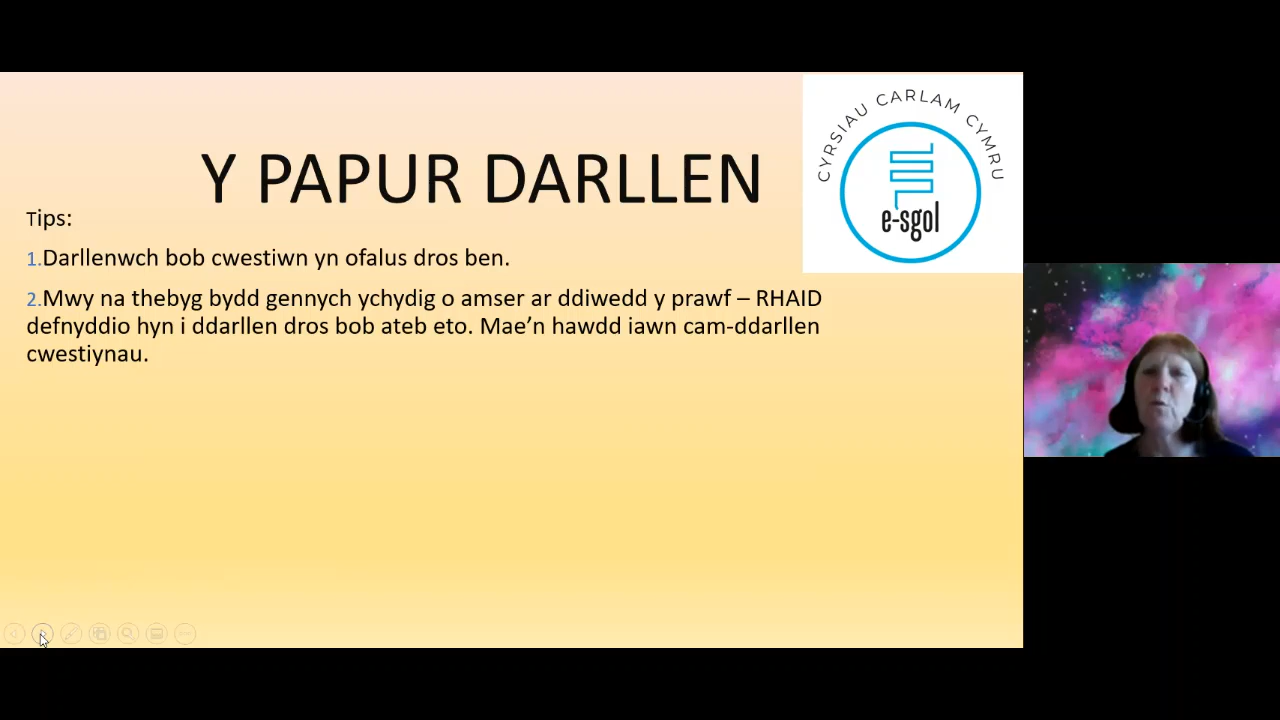 CYRSIAU CARLAM CYMRU
e-sgol
Y PAPUR DARLLEN
Tips:
1.Darllenwch bob cwestiwn yn ofalus dros ben.
2.Mwy na thebyg bydd gennych ychydig o amser ar ddiwedd y prawf – RHAID
defnyddio hyn i ddarllen dros bob ateb eto. Mae’n hawdd iawn cam-ddarllen
cwestiynau.